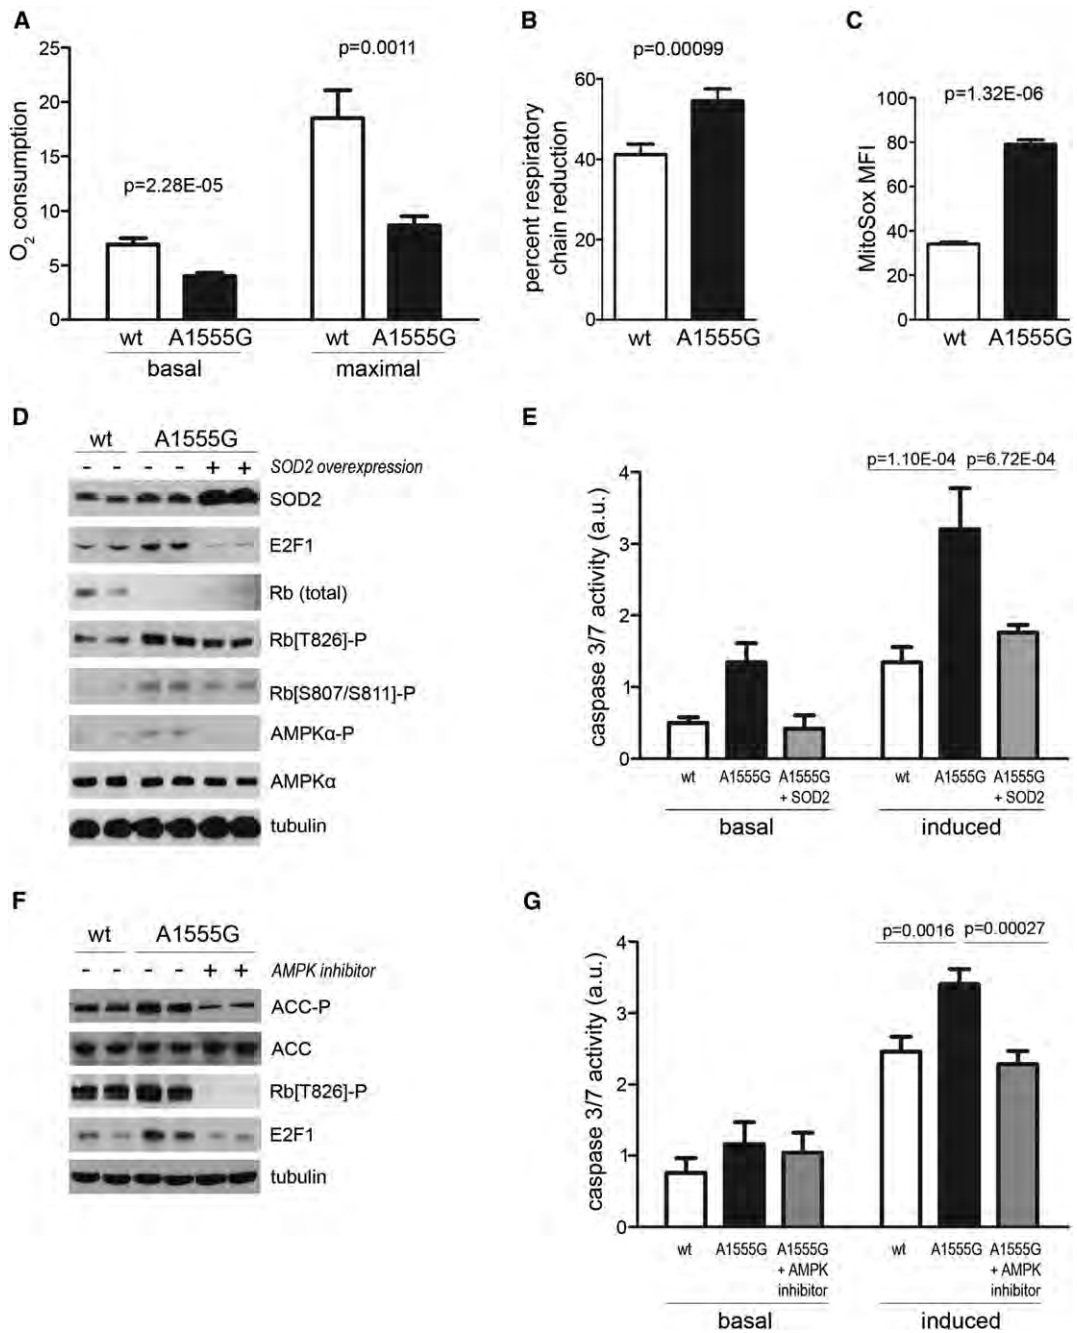 A
O2 consumption
25
20
15
10
5
0
p=2.28E-05
p=0.0011
wt A1555G wt A1555G
basal maximal
B
percent respiratory
chain reduction
p=0.00099
60
40
20
0
wt A1555G
C
MitoSox MFI
p=1.32E-06
100
80
60
40
20
0
wt A1555G
D
wt A1555G
- - - - + + SOD2 overexpression
SOD2
E2F1
Rb (total)
Rb[T826]-P
Rb[S807/S811]-P
AMPKα-P
AMPKα
tubulin
E
caspase 3/7 activity (a.u.)
4
3
2
1
0
p=1.10E-04 p=6.72E-04
wt A1555G A1555G wt A1555G A1555G
+ SOD2 + SOD2
basal induced
F
wt A1555G
- - - - + + AMPK inhibitor
ACC-P
ACC
Rb[T826]-P
E2F1
tubulin
G
caspase 3/7 activity (a.u.)
4
3
2
1
0
p=0.0016 p=0.00027
wt A1555G A1555G wt A1555G A1555G
+ AMPK + AMPK
inhibitor inhibitor
basal induced